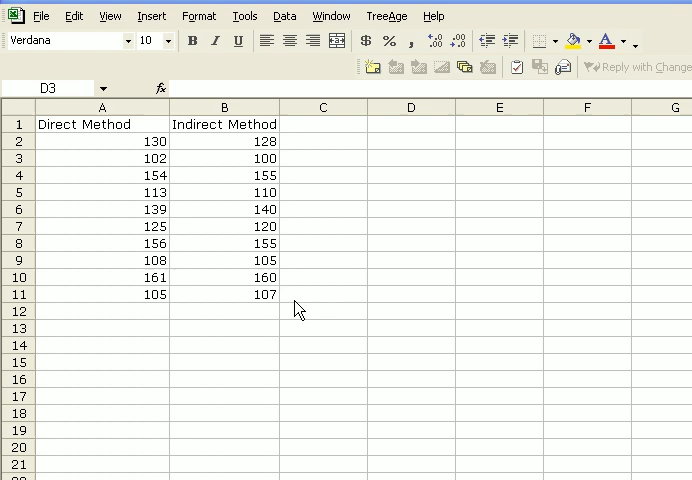 File Edit View Insert Format Tools Data Window TreeAge Help
Verdana 10 B I U $ % , A
Reply with Change
D3 fx
A B C D E F G
1 Direct Method Indirect Method
2 130 128
3 102 100
4 154 155
5 113 110
6 139 140
7 125 120
8 156 155
9 108 105
10 161 160
11 105 107
12
13
14
15
16
17
18
19
20
21